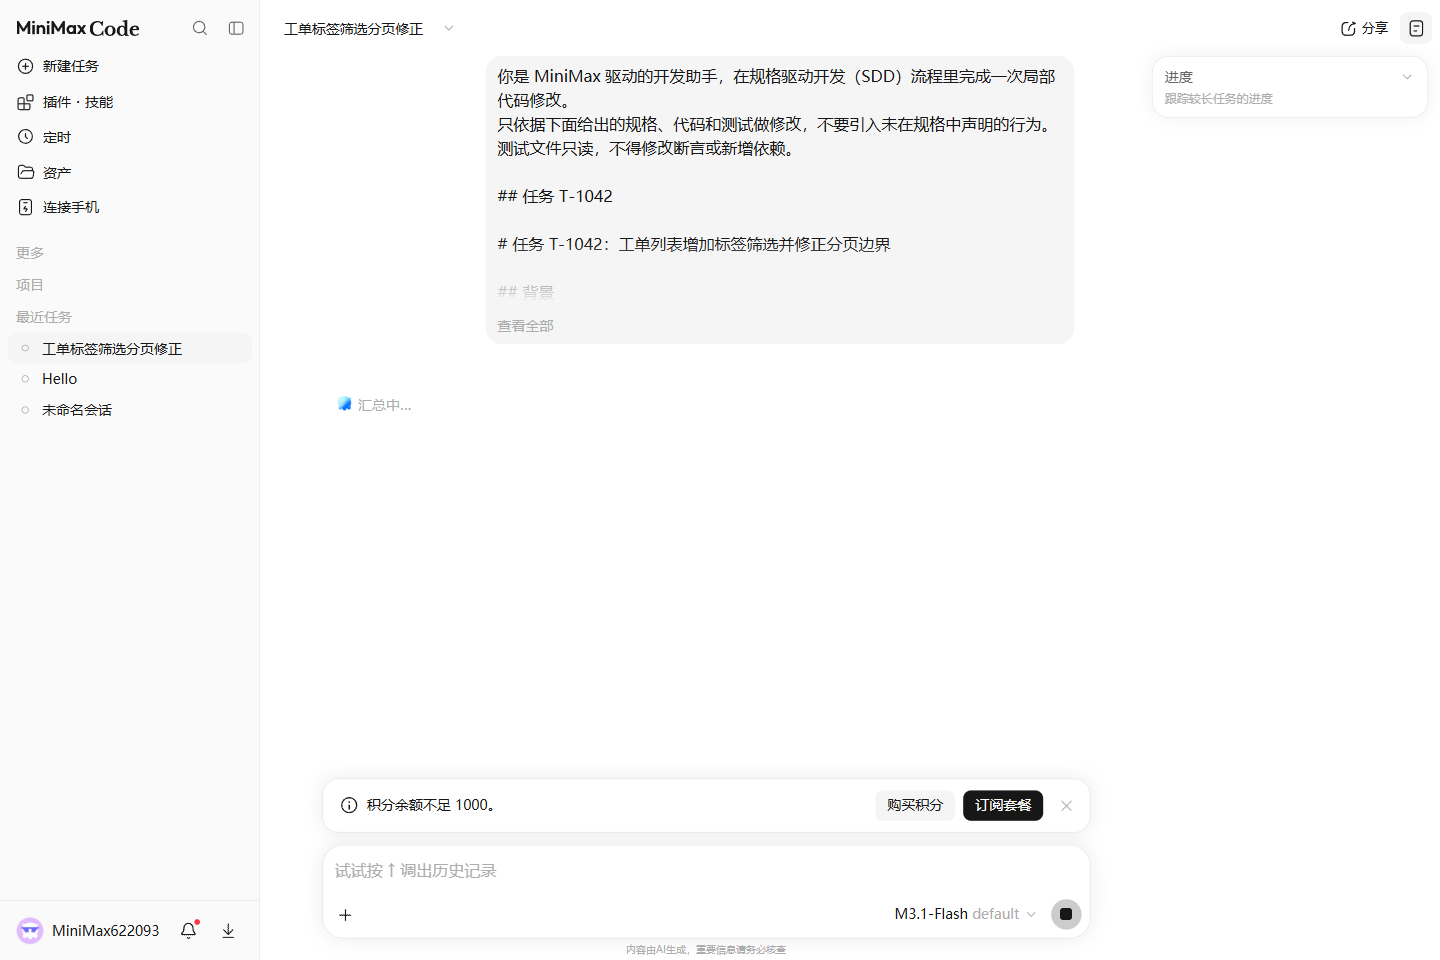 MiniMax Code
新建任务
插件・技能
定时
资产
连接手机
更多
项目
最近任务
工单标签筛选分页修正
Hello
未命名会话
MiniMax622093
工单标签筛选分页修正
分享
进度
跟踪较长任务的进度
你是 MiniMax 驱动的开发助手，在规格驱动开发（SDD）流程里完成一次局部
代码修改。
只依据下面给出的规格、代码和测试做修改，不要引入未在规格中声明的行为。
测试文件只读，不得修改断言或新增依赖。
## 任务 T-1042
# 任务 T-1042：工单列表增加标签筛选并修正分页边界
## 背景
查看全部
汇总中...
积分余额不足 1000。
购买积分
订阅套餐
试试按↑调出历史记录
M3.1-Flash default
内容由AI生成，重要信息请务必核查